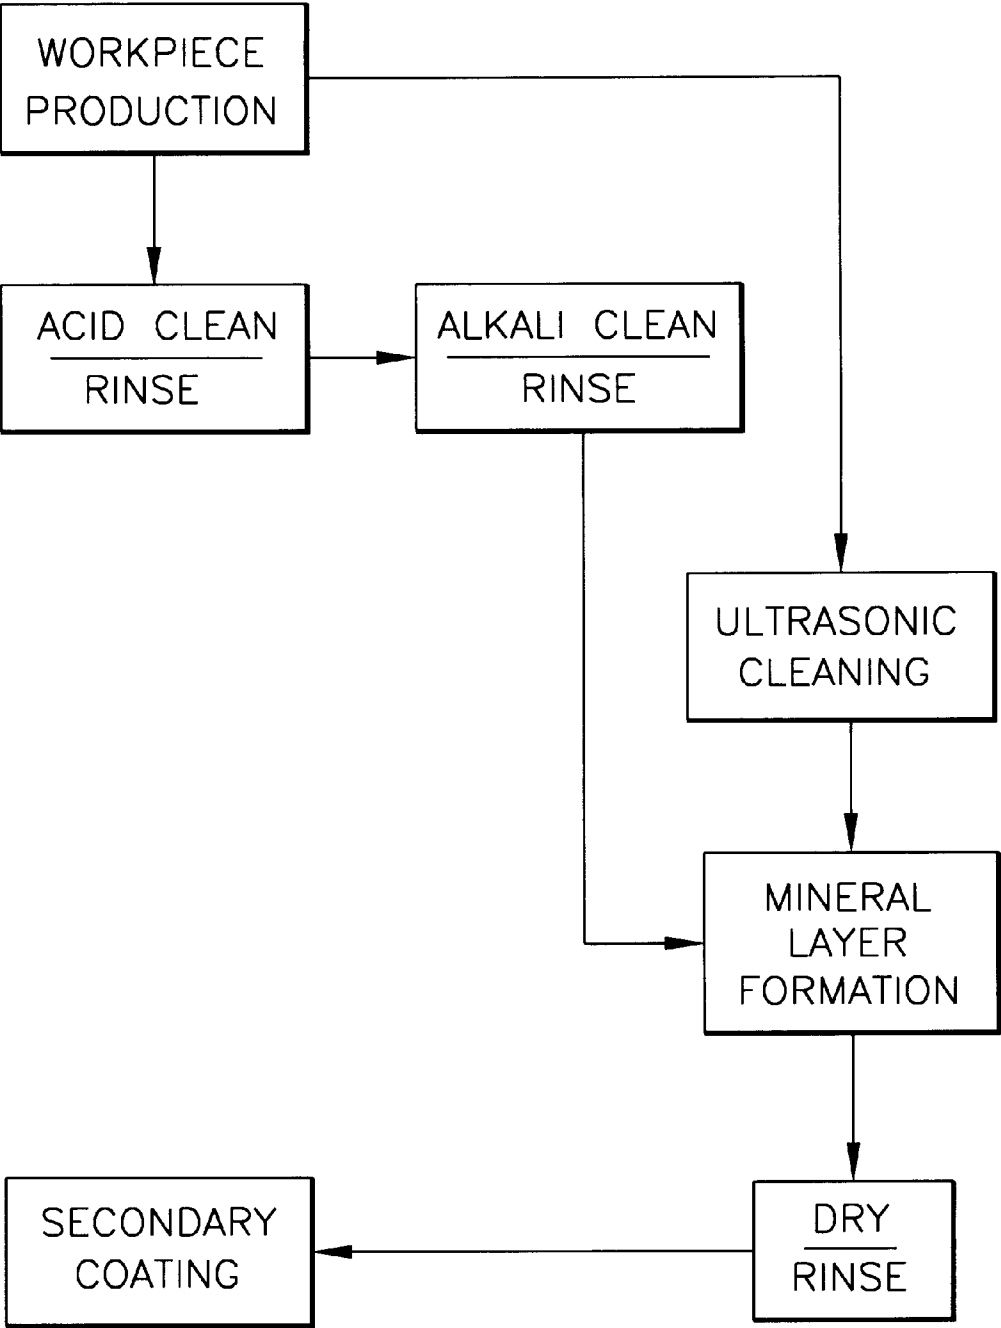 WORKPIECE
PRODUCTION
ACID CLEAN
RINSE
ALKALI CLEAN
RINSE
ULTRASONIC
CLEANING
MINERAL
LAYER
FORMATION
DRY
RINSE
SECONDARY
COATING